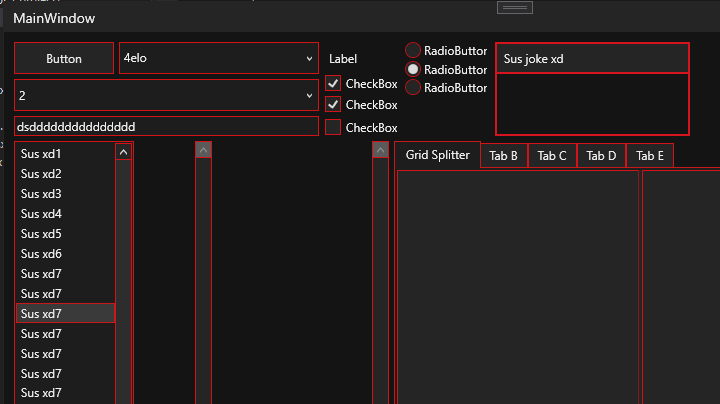 MainWindow
Button
4elo
Label
RadioButtor
RadioButtor
RadioButtor
Sus joke xd
2
CheckBox
CheckBox
CheckBox
dsddddddddddddddd
Sus xd1
Sus xd2
Sus xd3
Sus xd4
Sus xd5
Sus xd6
Sus xd7
Sus xd7
Sus xd7
Sus xd7
Sus xd7
Sus xd7
Sus xd7
Grid Splitter
Tab B
Tab C
Tab D
Tab E